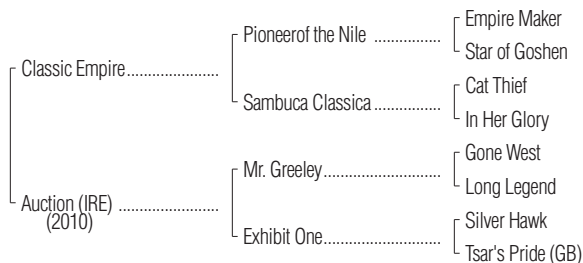 Empire Maker
Pioneerof the Nile ................
Star of Goshen
Classic Empire......................
Cat Thief
Sambuca Classica ................
In Her Glory
Gone West
Mr. Greeley............................
Long Legend
Auction (IRE) ........................
(2010)
Silver Hawk
Exhibit One............................
Tsar's Pride (GB)